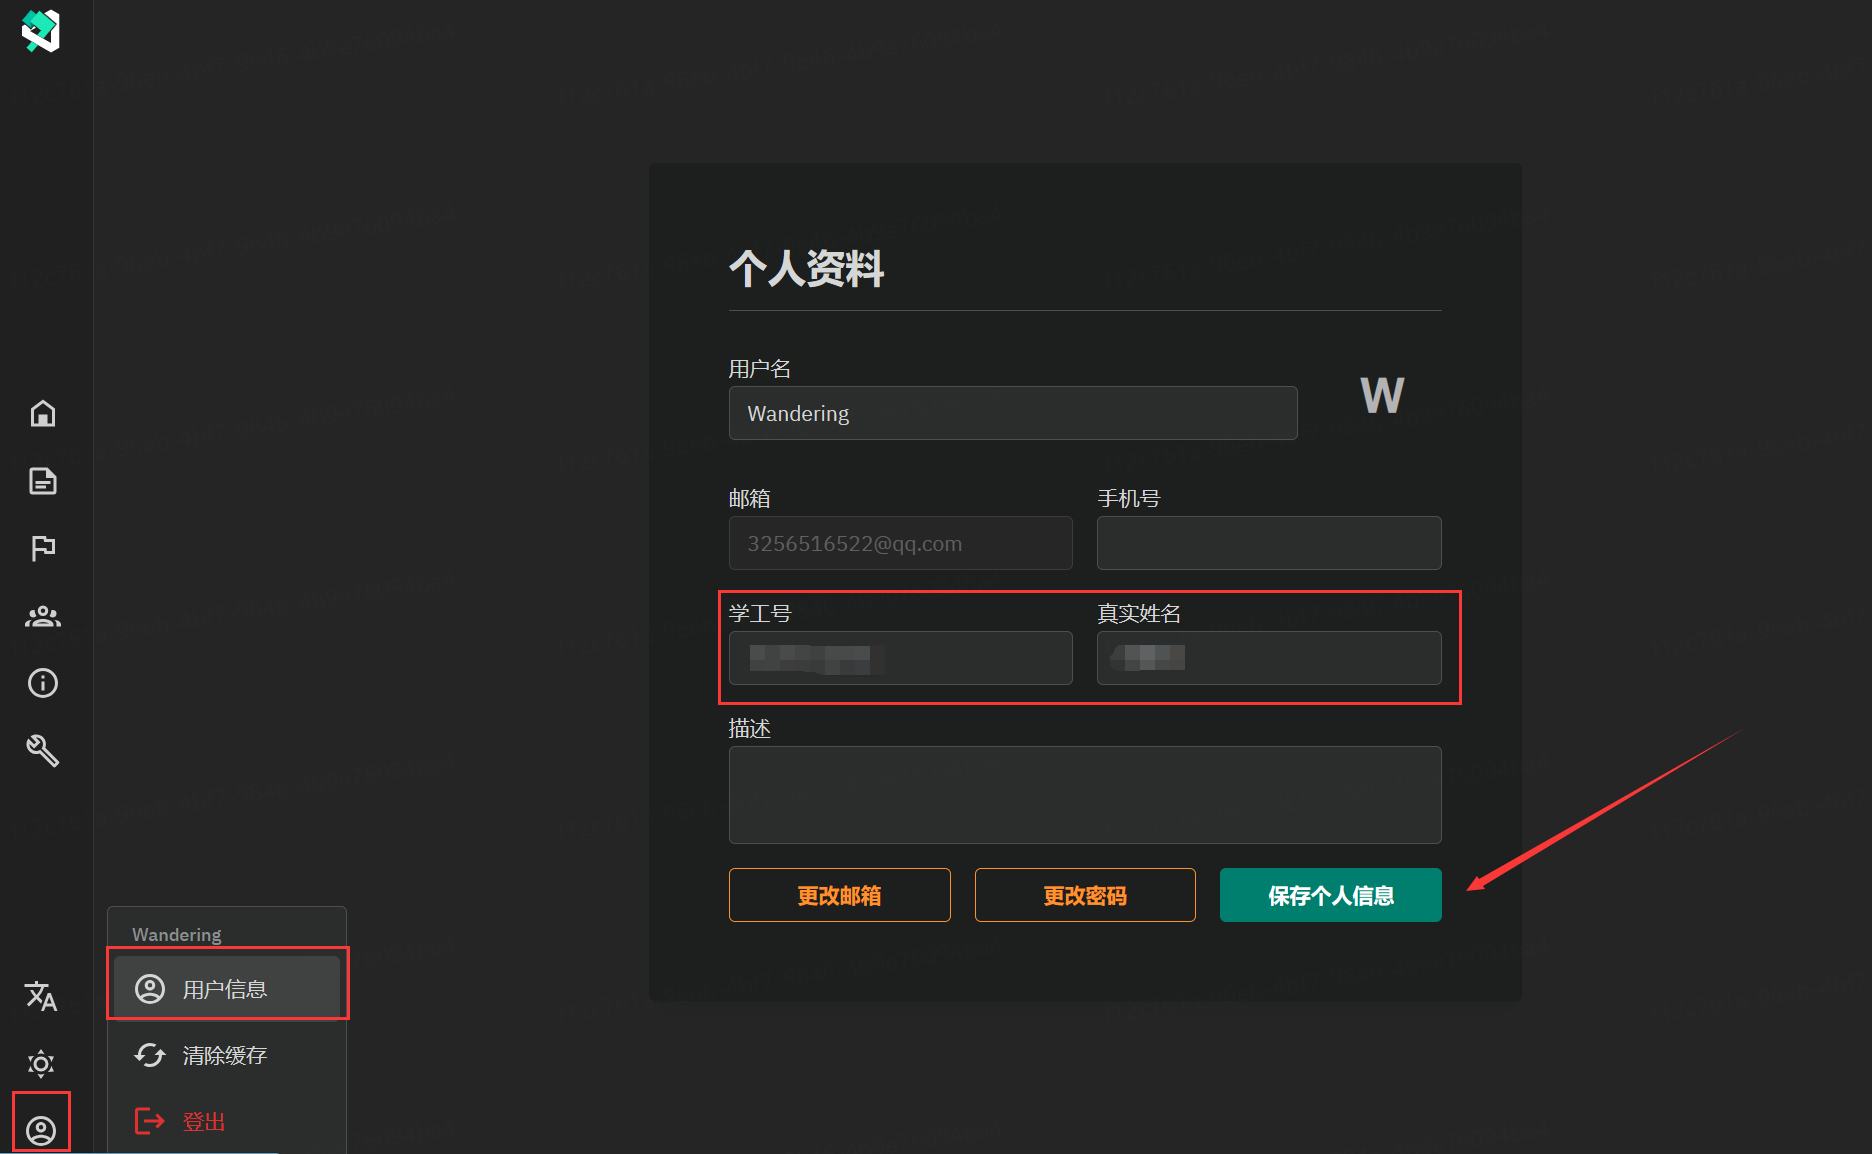 个人资料
用户名
Wandering
W
邮箱
手机号
3256516522@qq.com
学工号
真实姓名
描述
更改邮箱
更改密码
保存个人信息
Wandering
用户信息
清除缓存
登出